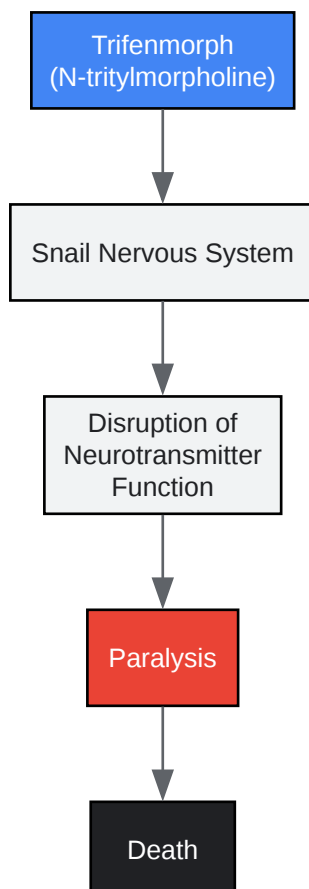 Trifenmorph
(N-tritylmorpholine)
Snail Nervous System
Disruption of
Neurotransmitter
Function
Paralysis
Death